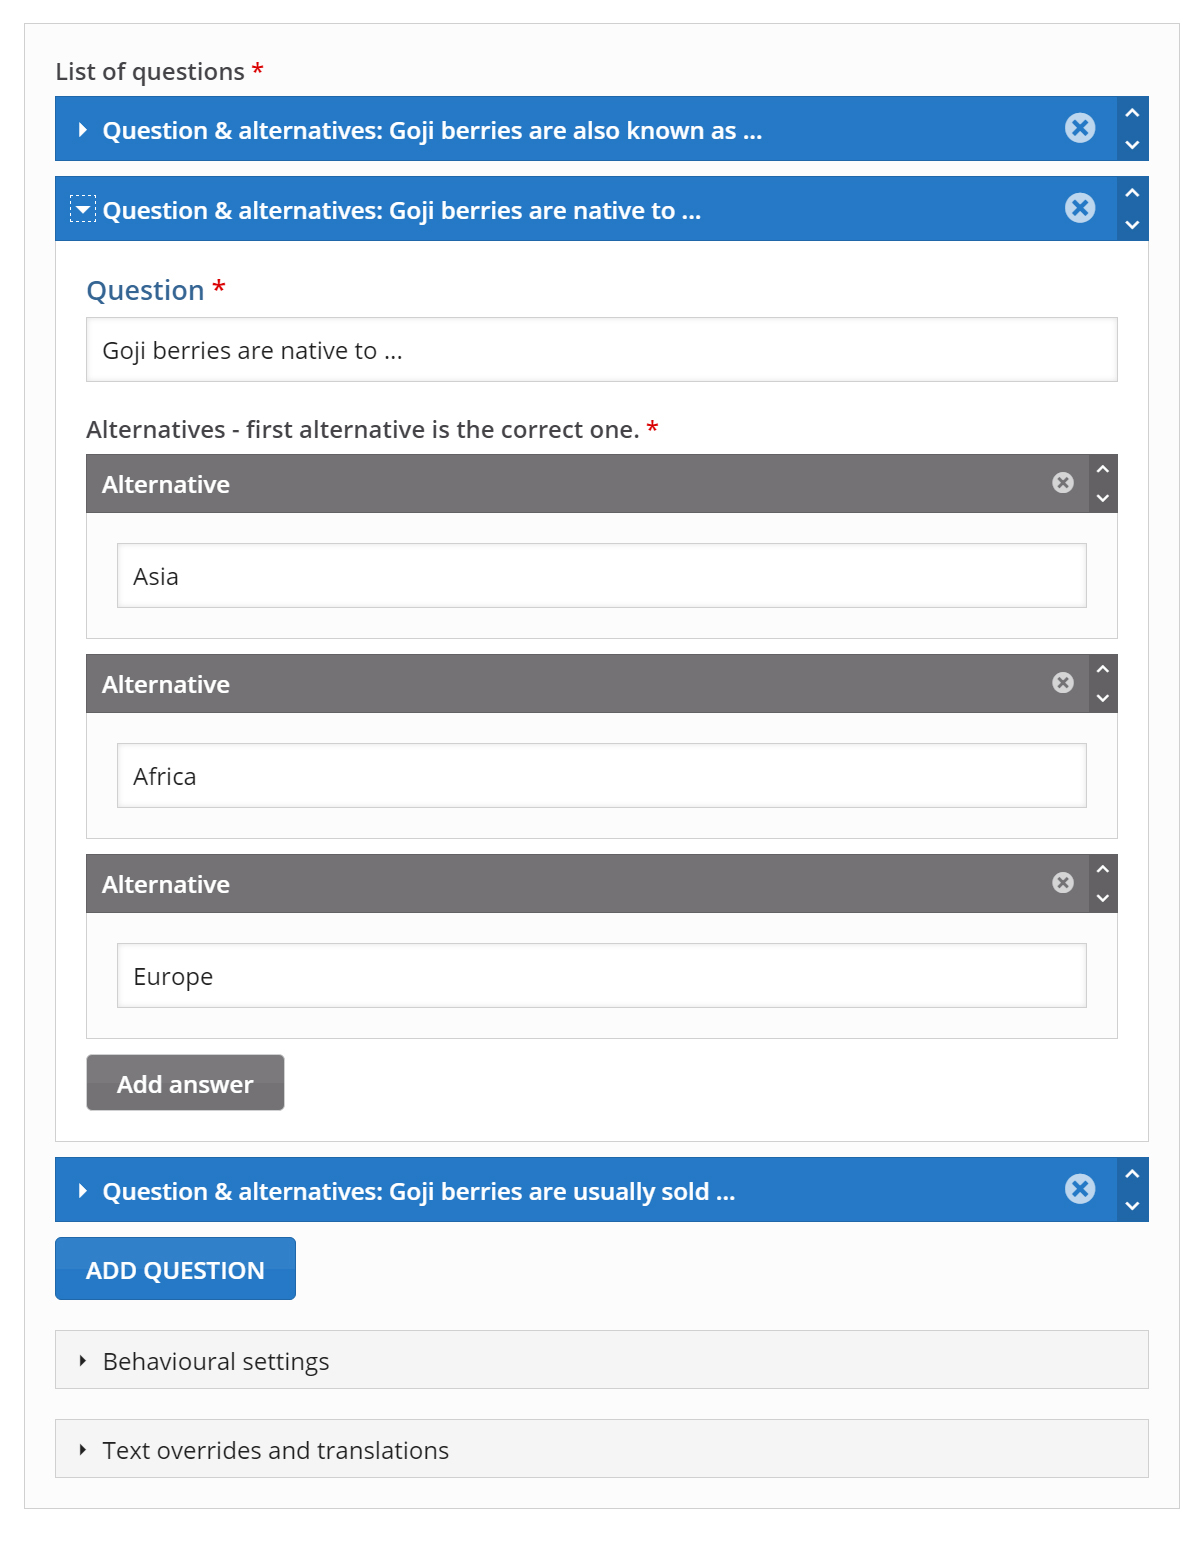 List of questions *
Question & alternatives: Goji berries are also known as ...
Question & alternatives: Goji berries are native to ...
Question *
Goji berries are native to ...
Alternatives - first alternative is the correct one. *
Alternative
Asia
Alternative
Africa
Alternative
Europe
Add answer
Question & alternatives: Goji berries are usually sold ...
ADD QUESTION
Behavioural settings
Text overrides and translations